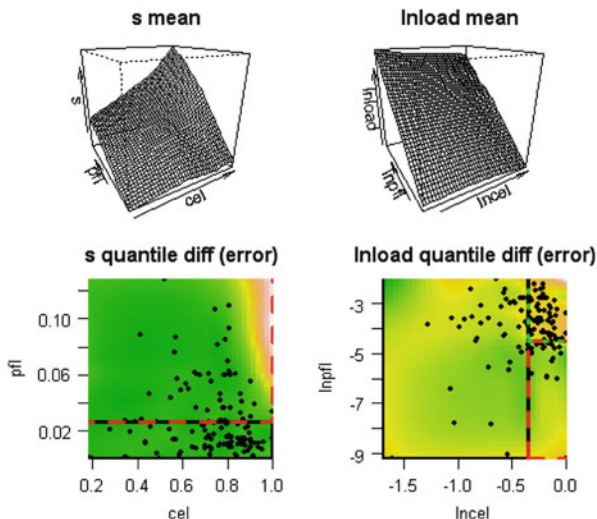 s mean
lnload mean
s
pfl
cel
lnload
lnpfl
lncel
s quantile diff (error)
lnload quantile diff (error)
pfl
0.10
0.06
0.02
0.2 0.4 0.6 0.8 1.0
cel
lnpfl
-3
-5
-7
-9
-1.5 -1.0 -0.5 0.0
lncel